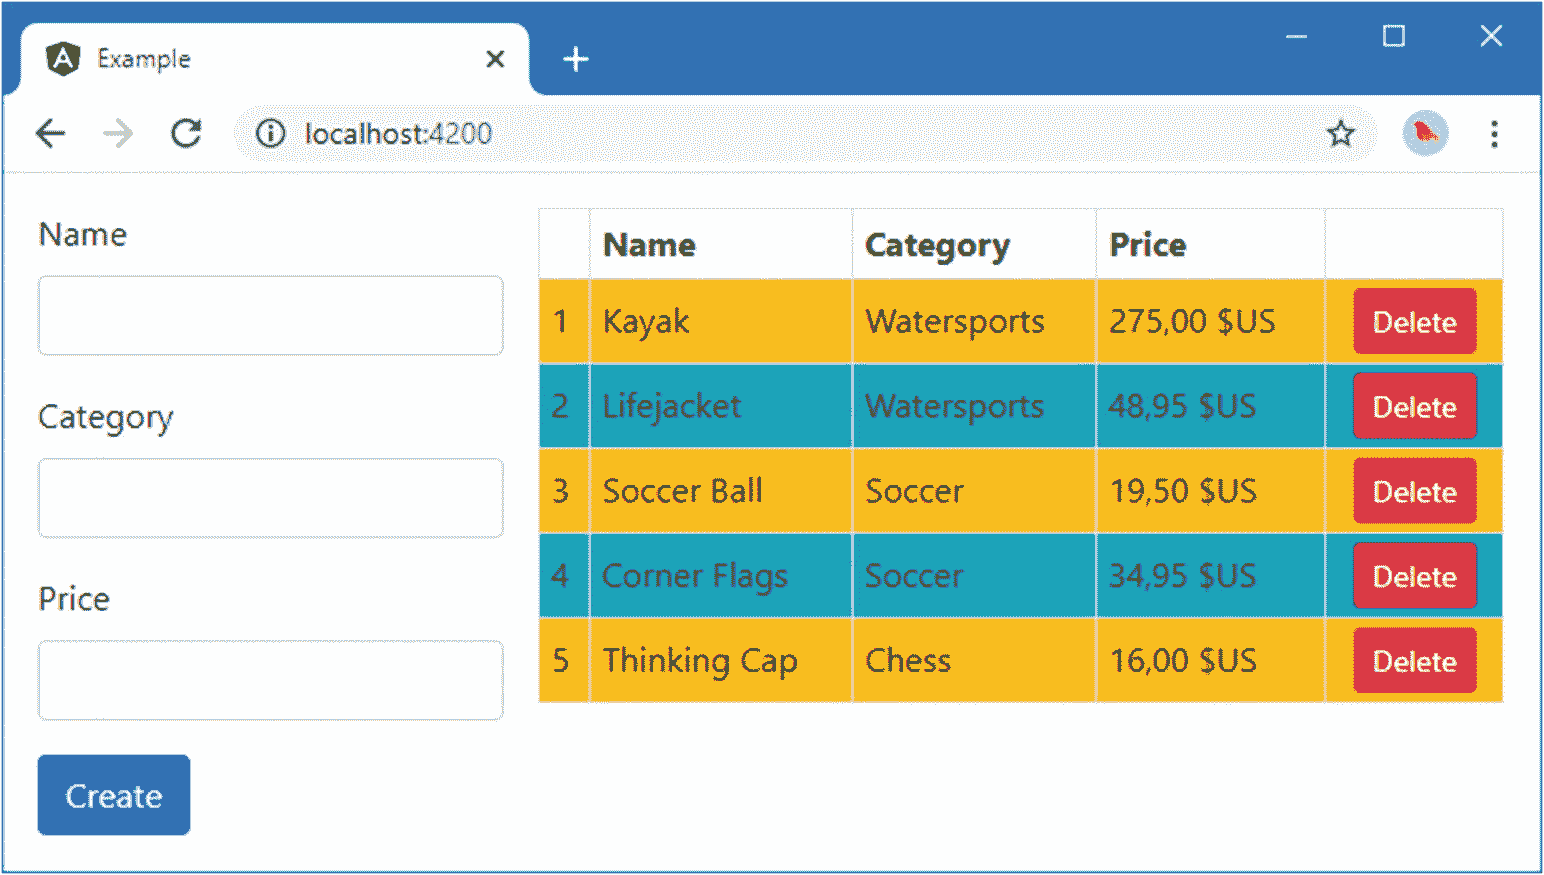 Example
localhost:4200
Name
Category
Price
Create
Name Category Price
1 Kayak Watersports 275,00 $US Delete
2 Lifejacket Watersports 48,95 $US Delete
3 Soccer Ball Soccer 19,50 $US Delete
4 Corner Flags Soccer 34,95 $US Delete
5 Thinking Cap Chess 16,00 $US Delete